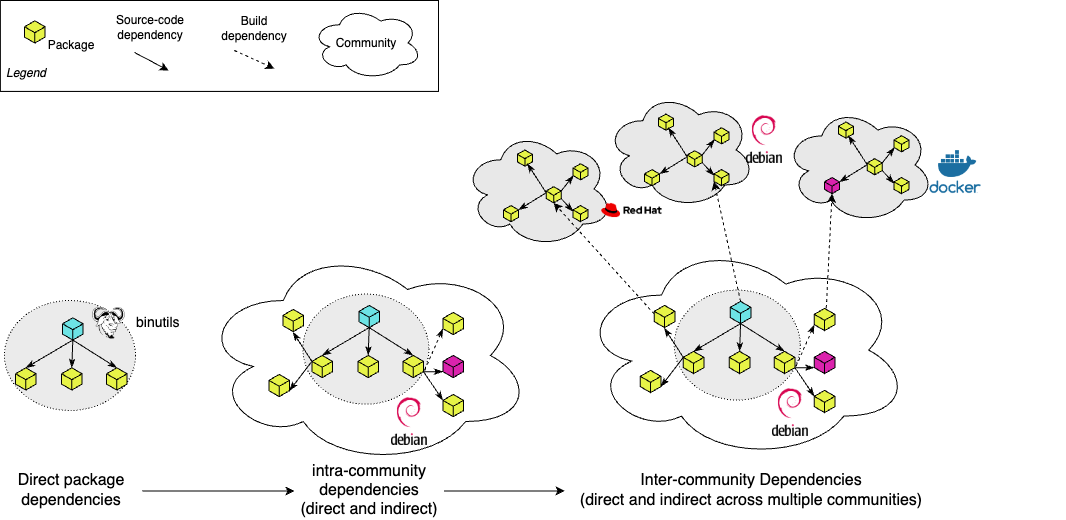 Source-code
dependency
Build
dependency
Package
Community
Legend
debian
docker
Red Hat
binutils
debian
debian
Direct package
dependencies
intra-community
dependencies
(direct and indirect)
Inter-community Dependencies
(direct and indirect across multiple communities)